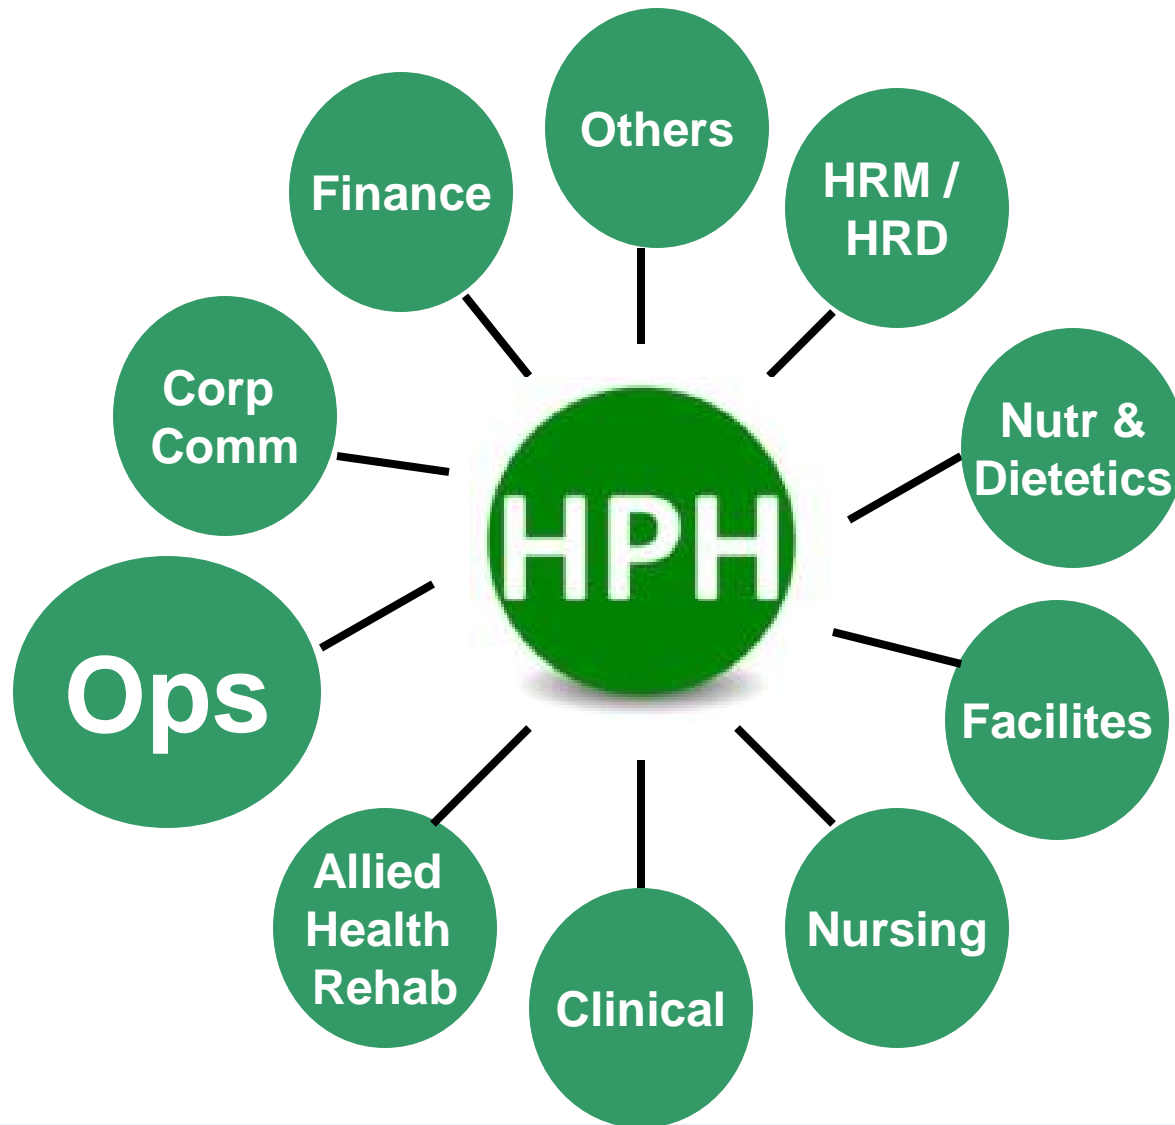 Others
Finance
HRM /
HRD
Corp
Comm
Nutr &
Dietetics
HPH
Ops
Facilites
Allied
Health
Rehab
Nursing
Clinical